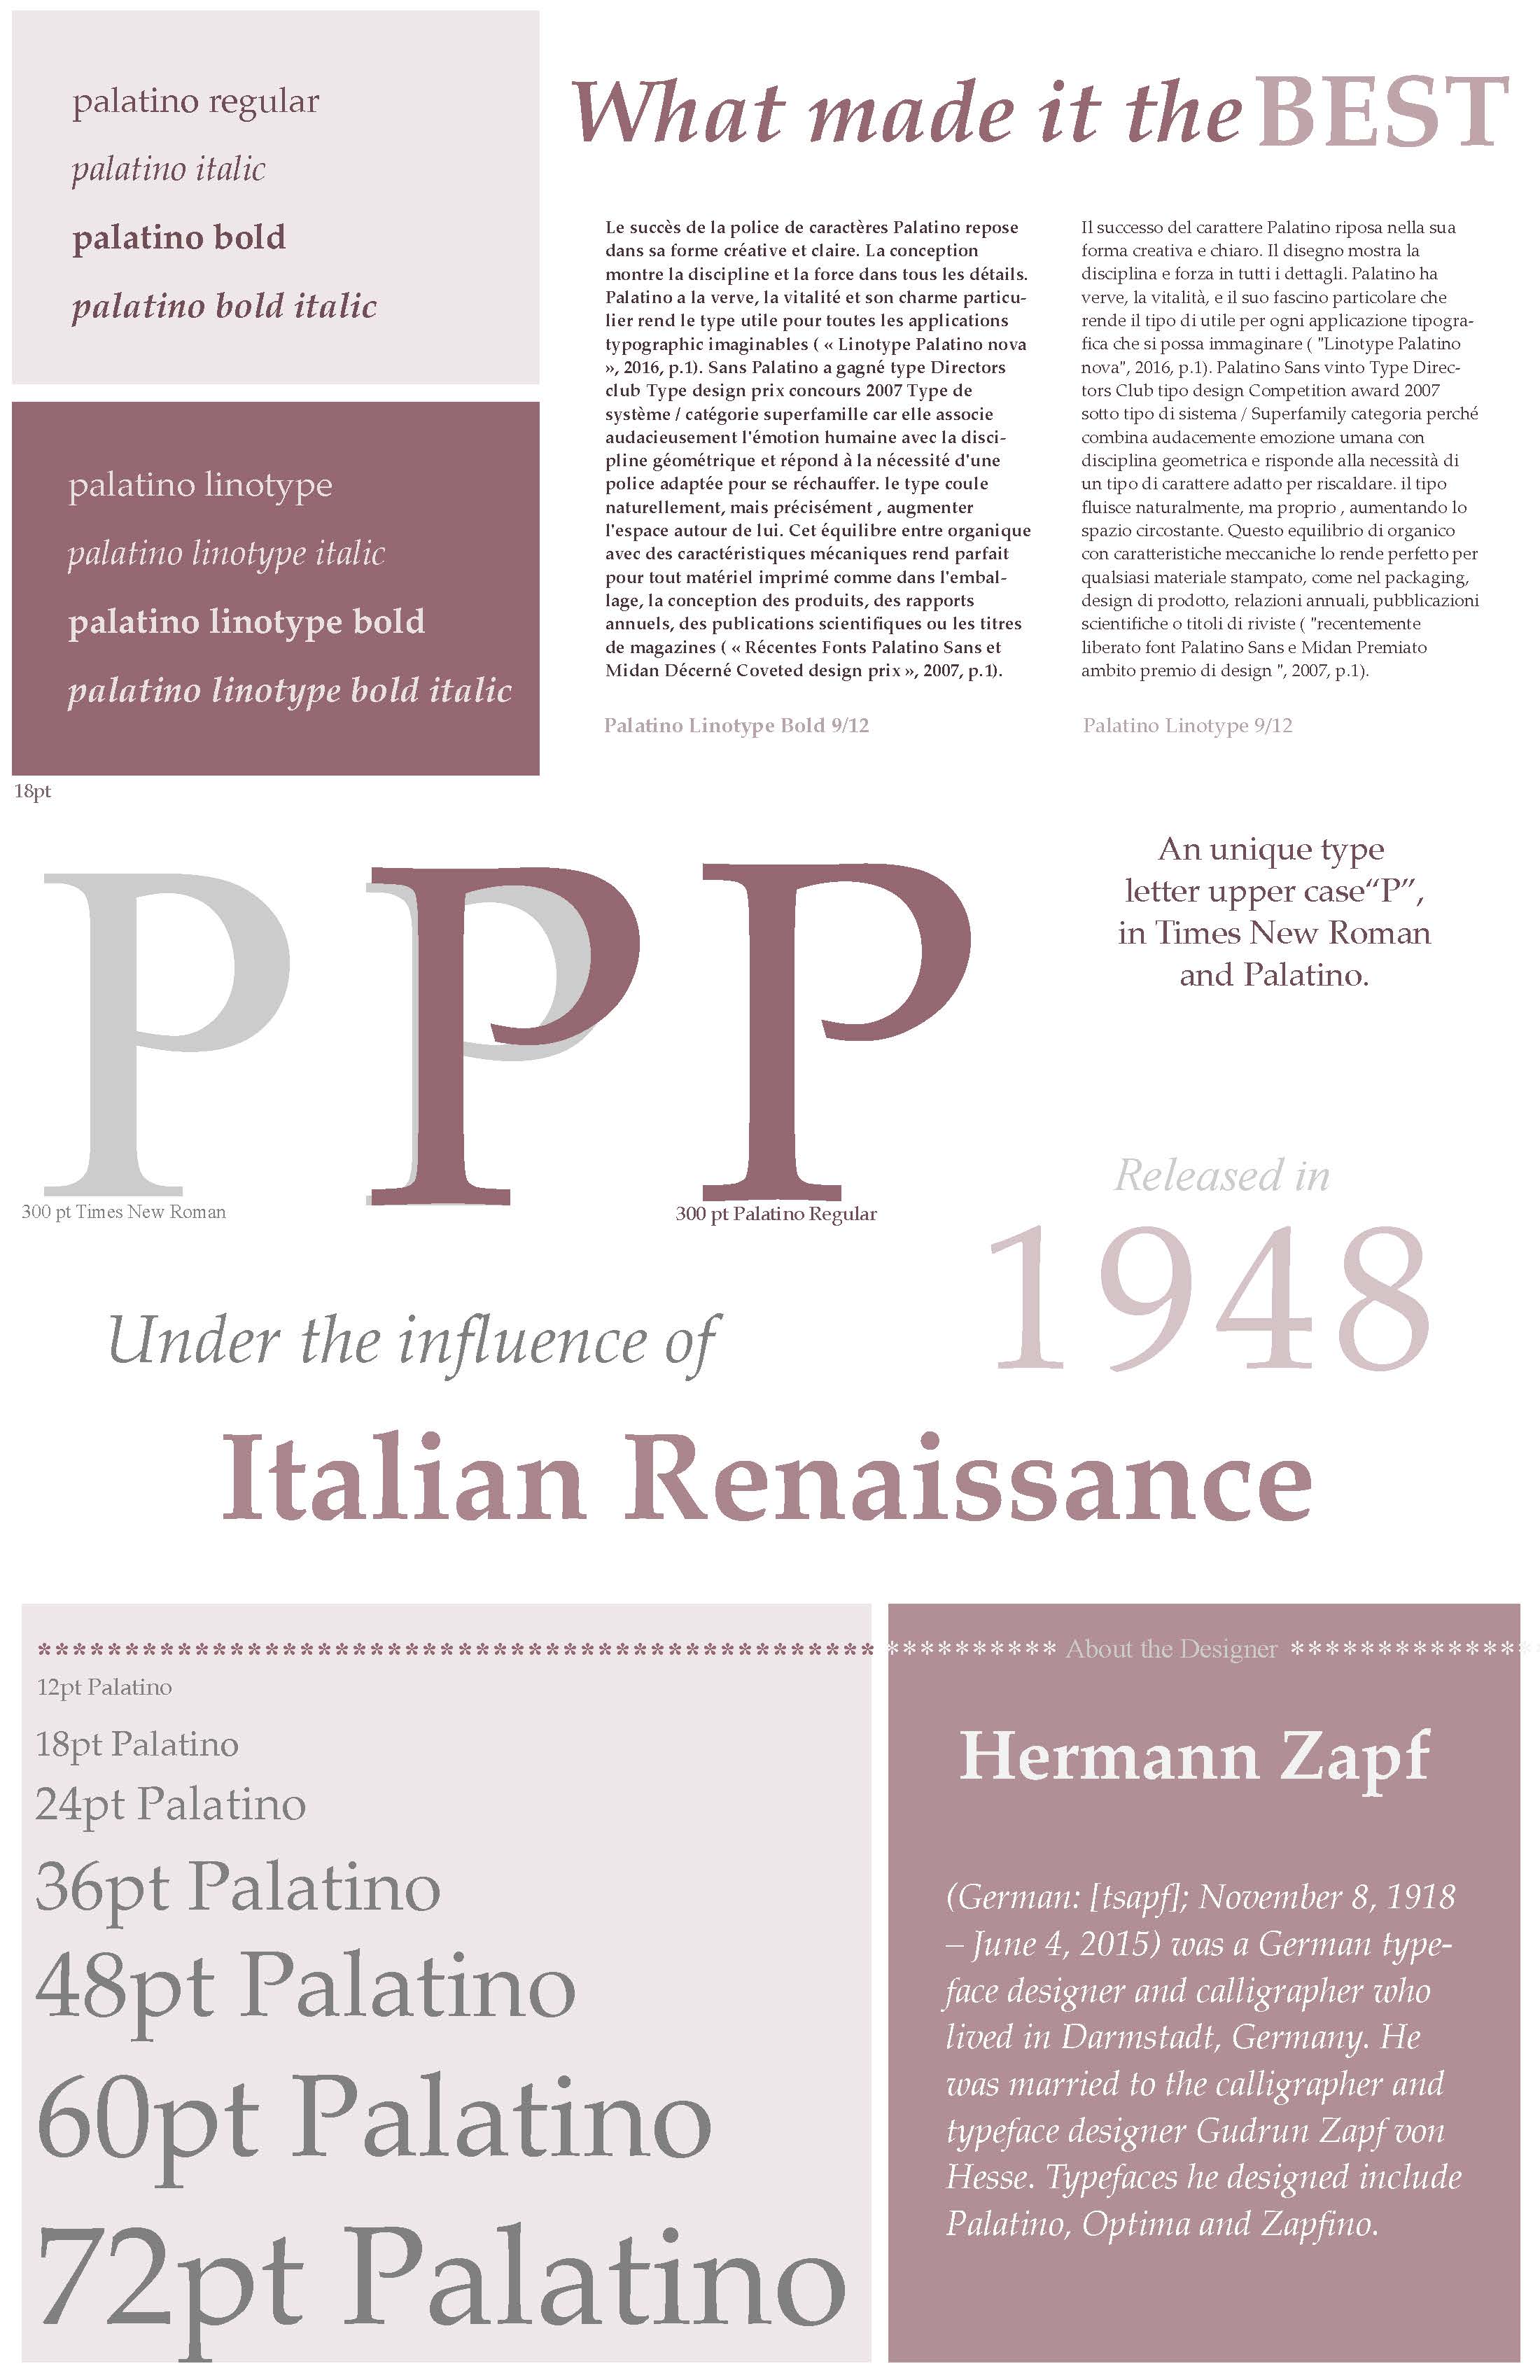 palatino regular
palatino italic
palatino bold
palatino bold italic
palatino linotype
palatino linotype italic
palatino linotype bold
palatino linotype bold italic
18pt
What made it the BEST
Le succès de la police de caractères Palatino repose
dans sa forme créative et claire. La conception
montre la discipline et la force dans tous les détails.
Palatino a la verve, la vitalité et son charme particu-
lier rend le type utile pour toutes les applications
typographic imaginables ( « Linotype Palatino nova
», 2016, p.1). Sans Palatino a gagné type Directors
club Type design prix concours 2007 Type de
système / catégorie superfamille car elle associe
audacieusement l'émotion humaine avec la disci-
pline géométrique et répond à la nécessité d'une
police adaptée pour se réchauffer. le type coule
naturellement, mais précisément , augmenter
l'espace autour de lui. Cet équilibre entre organique
avec des caractéristiques mécaniques rend parfait
pour tout matériel imprimé comme dans l'embal-
lage, la conception des produits, des rapports
annuels, des publications scientifiques ou les titres
de magazines ( « Récentes Fonts Palatino Sans et
Midan Décerné Coveted design prix », 2007, p.1).
Palatino Linotype Bold 9/12
Il successo del carattere Palatino riposa nella sua
forma creativa e chiaro. Il disegno mostra la
disciplina e forza in tutti i dettagli. Palatino ha
verve, la vitalità, e il suo fascino particolare che
rende il tipo di utile per ogni applicazione tipogra-
fica che si possa immaginare ( "Linotype Palatino
nova", 2016, p.1). Palatino Sans vinto Type Direc-
tors Club tipo design Competition award 2007
sotto tipo di sistema / Superfamily categoria perché
combina audacemente emozione umana con
disciplina geometrica e risponde alla necessità di
un tipo di carattere adatto per riscaldare. il tipo
fluisce naturalmente, ma proprio , aumentando lo
spazio circostante. Questo equilibrio di organico
con caratteristiche meccaniche lo rende perfetto per
qualsiasi materiale stampato, come nel packaging,
design di prodotto, relazioni annuali, pubblicazioni
scientifiche o titoli di riviste ( "recentemente
liberato font Palatino Sans e Midan Premiato
ambito premio di design ", 2007, p.1).
Palatino Linotype 9/12
P P P P
300 pt Times New Roman
300 pt Palatino Regular
An unique type
letter upper case“P”,
in Times New Roman
and Palatino.
Released in
1948
Under the influence of
Italian Renaissance
************************************************
12pt Palatino
18pt Palatino
24pt Palatino
36pt Palatino
48pt Palatino
60pt Palatino
72pt Palatino
********** About the Designer **************
Hermann Zapf
(German: [tsapf]; November 8, 1918
– June 4, 2015) was a German type-
face designer and calligrapher who
lived in Darmstadt, Germany. He
was married to the calligrapher and
typeface designer Gudrun Zapf von
Hesse. Typefaces he designed include
Palatino, Optima and Zapfino.